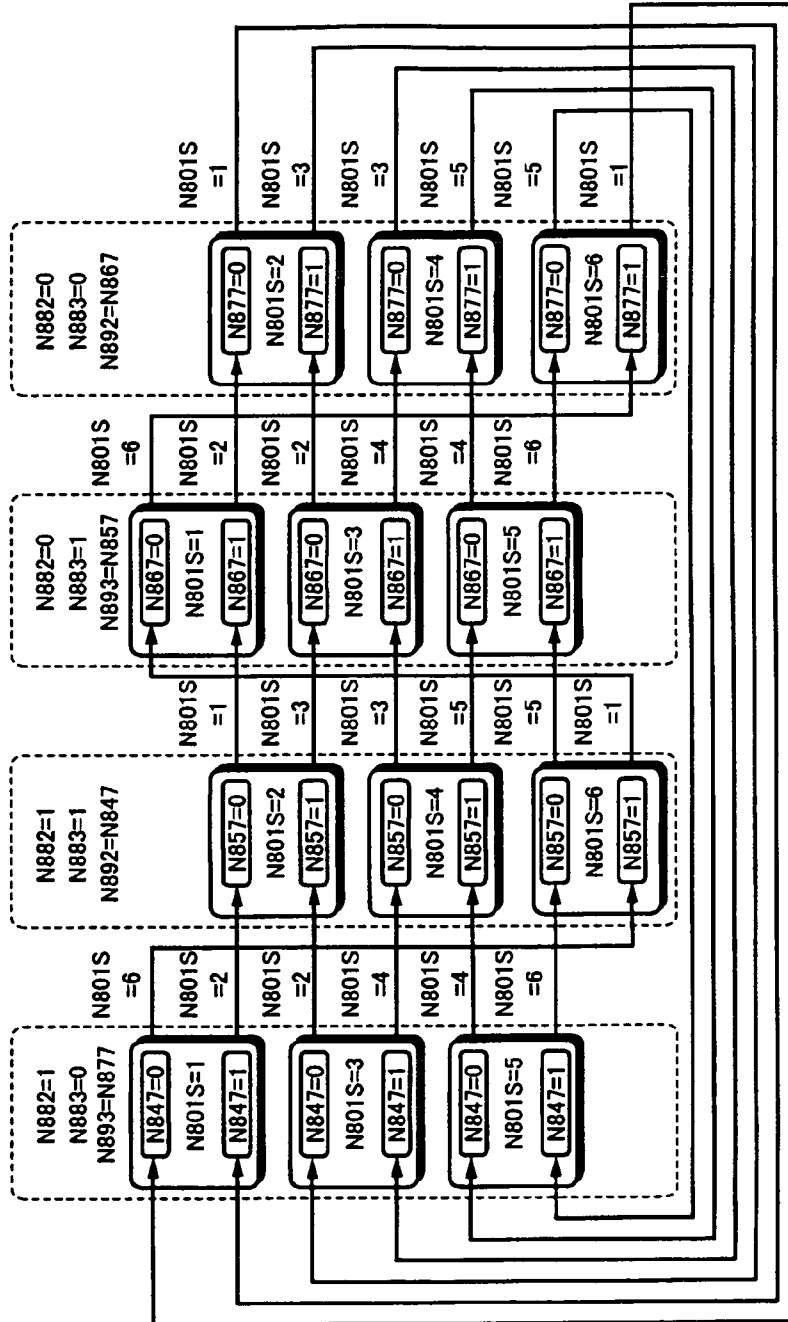 N882=1
N883=0
N893=N877
N847=0
N801S=1
N847=1
N847=0
N801S=3
N847=1
N847=0
N801S=5
N847=1
N801S
=6
N801S
=2
N801S
=2
N801S
=4
N801S
=4
N801S
=6
N882=1
N883=1
N892=N847
N857=0
N801S=2
N857=1
N857=0
N801S=4
N857=1
N857=0
N801S=6
N857=1
N801S
=1
N801S
=3
N801S
=3
N801S
=5
N801S
=5
N801S
=1
N882=0
N883=1
N893=N857
N867=0
N801S=1
N867=1
N867=0
N801S=3
N867=1
N867=0
N801S=5
N867=1
N801S
=6
N801S
=2
N801S
=2
N801S
=4
N801S
=4
N801S
=6
N882=0
N883=0
N892=N867
N877=0
N801S=2
N877=1
N877=0
N801S=4
N877=1
N877=0
N801S=6
N877=1
N801S
=1
N801S
=3
N801S
=3
N801S
=5
N801S
=5
N801S
=1